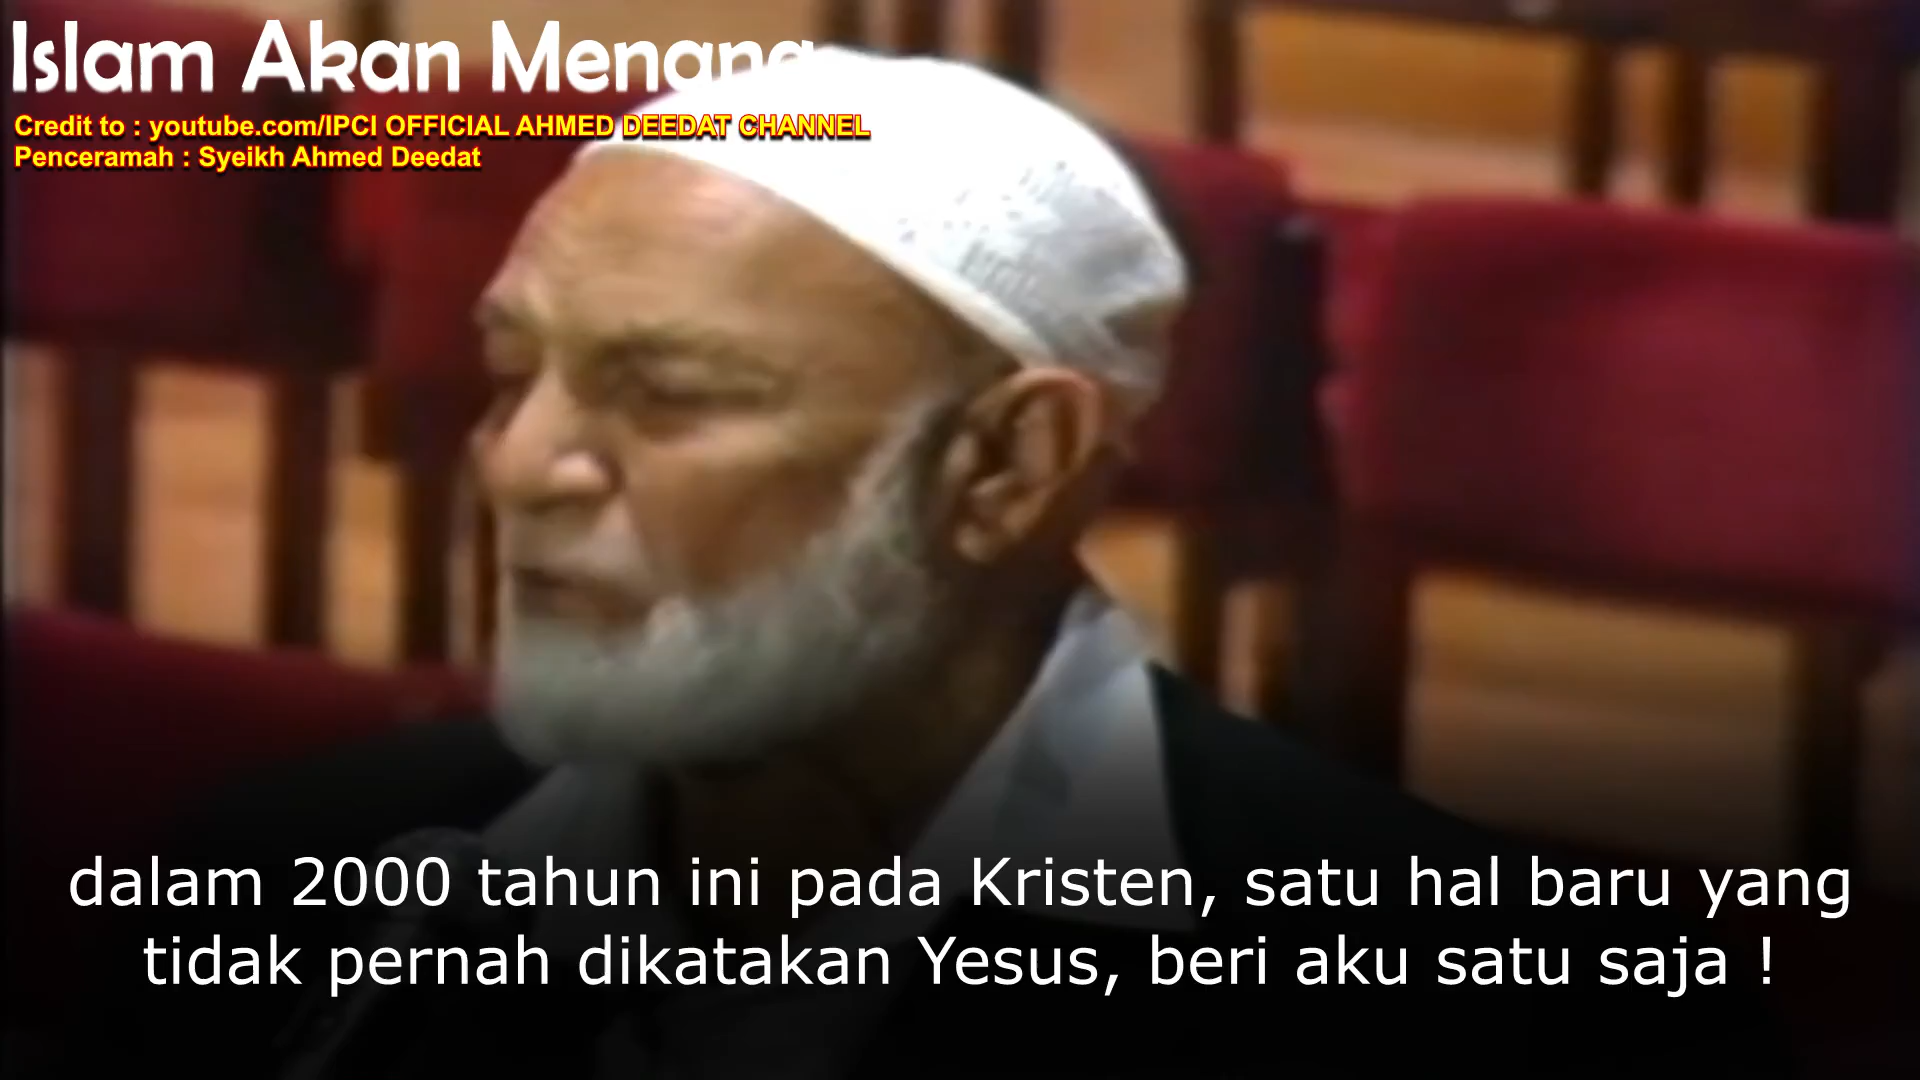 Islam Akan Menang
Credit to : youtube.com/IPCI OFFICIAL AHMED DEEDAT CHANNEL
Penceramah : Syeikh Ahmed Deedat
dalam 2000 tahun ini pada Kristen, satu hal baru yang
tidak pernah dikatakan Yesus, beri aku satu saja !